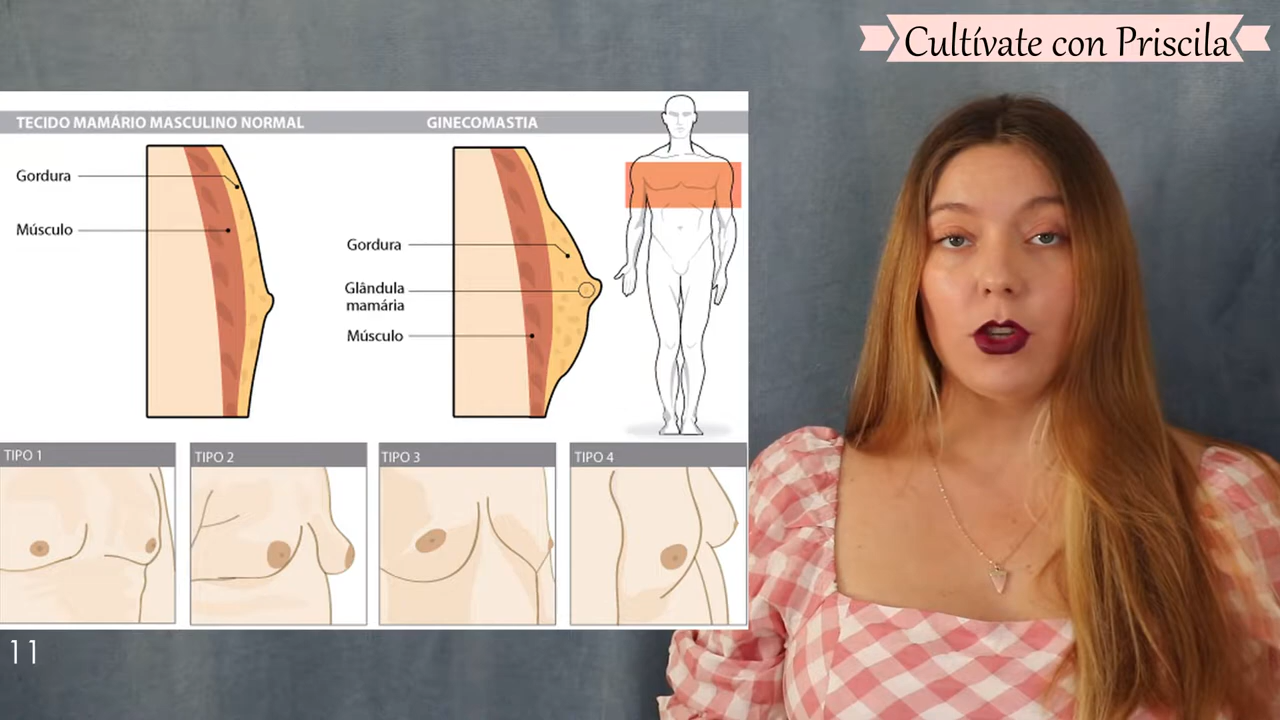 Cultívate con Priscila
TECIDO MAMÁRIO MASCULINO NORMAL
GINECOMASTIA
Gordura
Músculo
Gordura
Glândula
mamária
Músculo
TIPO 1
TIPO 2
TIPO 3
TIPO 4
11